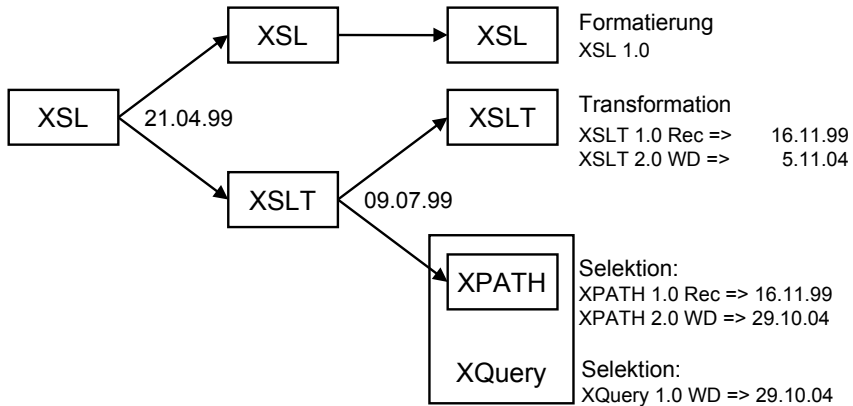 XSL
XSL
Formatierung
XSL 1.0
XSL
21.04.99
XSLT
Transformation
XSLT 1.0 Rec => 16.11.99
XSLT 2.0 WD => 5.11.04
XSLT
09.07.99
XPATH
Selektion:
XPATH 1.0 Rec => 16.11.99
XPATH 2.0 WD => 29.10.04
XQuery
Selektion:
XQuery 1.0 WD => 29.10.04